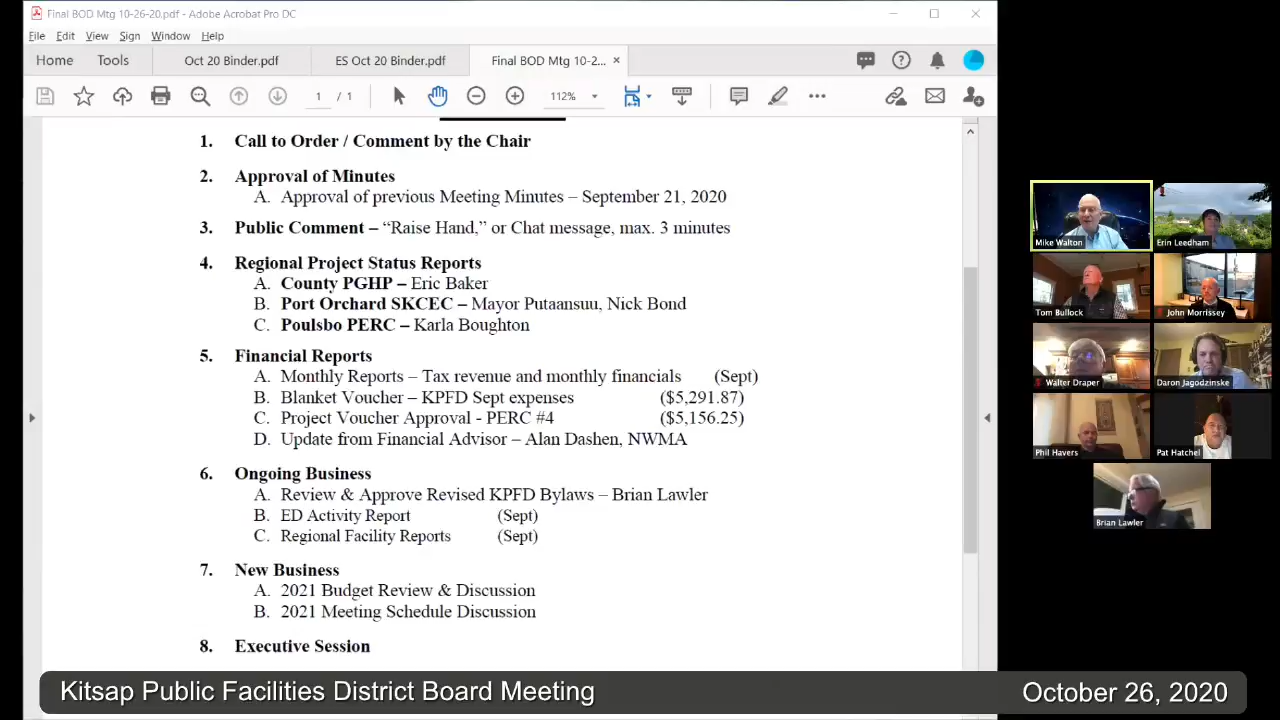 Final BOD Mtg 10-26-20.pdf - Adobe Acrobat Pro DC
File Edit View Sign Window Help
Home Tools Oct 20 Binder.pdf ES Oct 20 Binder.pdf Final BOD Mtg 10-2... ×
1 / 1 112%
1. Call to Order / Comment by the Chair
2. Approval of Minutes
A. Approval of previous Meeting Minutes – September 21, 2020
3. Public Comment – “Raise Hand,” or Chat message, max. 3 minutes
4. Regional Project Status Reports
A. County PGHP – Eric Baker
B. Port Orchard SKCEC – Mayor Putaansuu, Nick Bond
C. Poulsbo PERC – Karla Boughton
5. Financial Reports
A. Monthly Reports – Tax revenue and monthly financials (Sept)
B. Blanket Voucher – KPFD Sept expenses ($5,291.87)
C. Project Voucher Approval - PERC #4 ($5,156.25)
D. Update from Financial Advisor – Alan Dashen, NWMA
6. Ongoing Business
A. Review & Approve Revised KPFD Bylaws – Brian Lawler
B. ED Activity Report (Sept)
C. Regional Facility Reports (Sept)
7. New Business
A. 2021 Budget Review & Discussion
B. 2021 Meeting Schedule Discussion
8. Executive Session
Mike Walton Erin Leedham
Tom Bullock John Morrissey
Walter Draper Daron Jagodzinske
Phil Havers Pat Hatchel
Brian Lawler
Kitsap Public Facilities District Board Meeting October 26, 2020